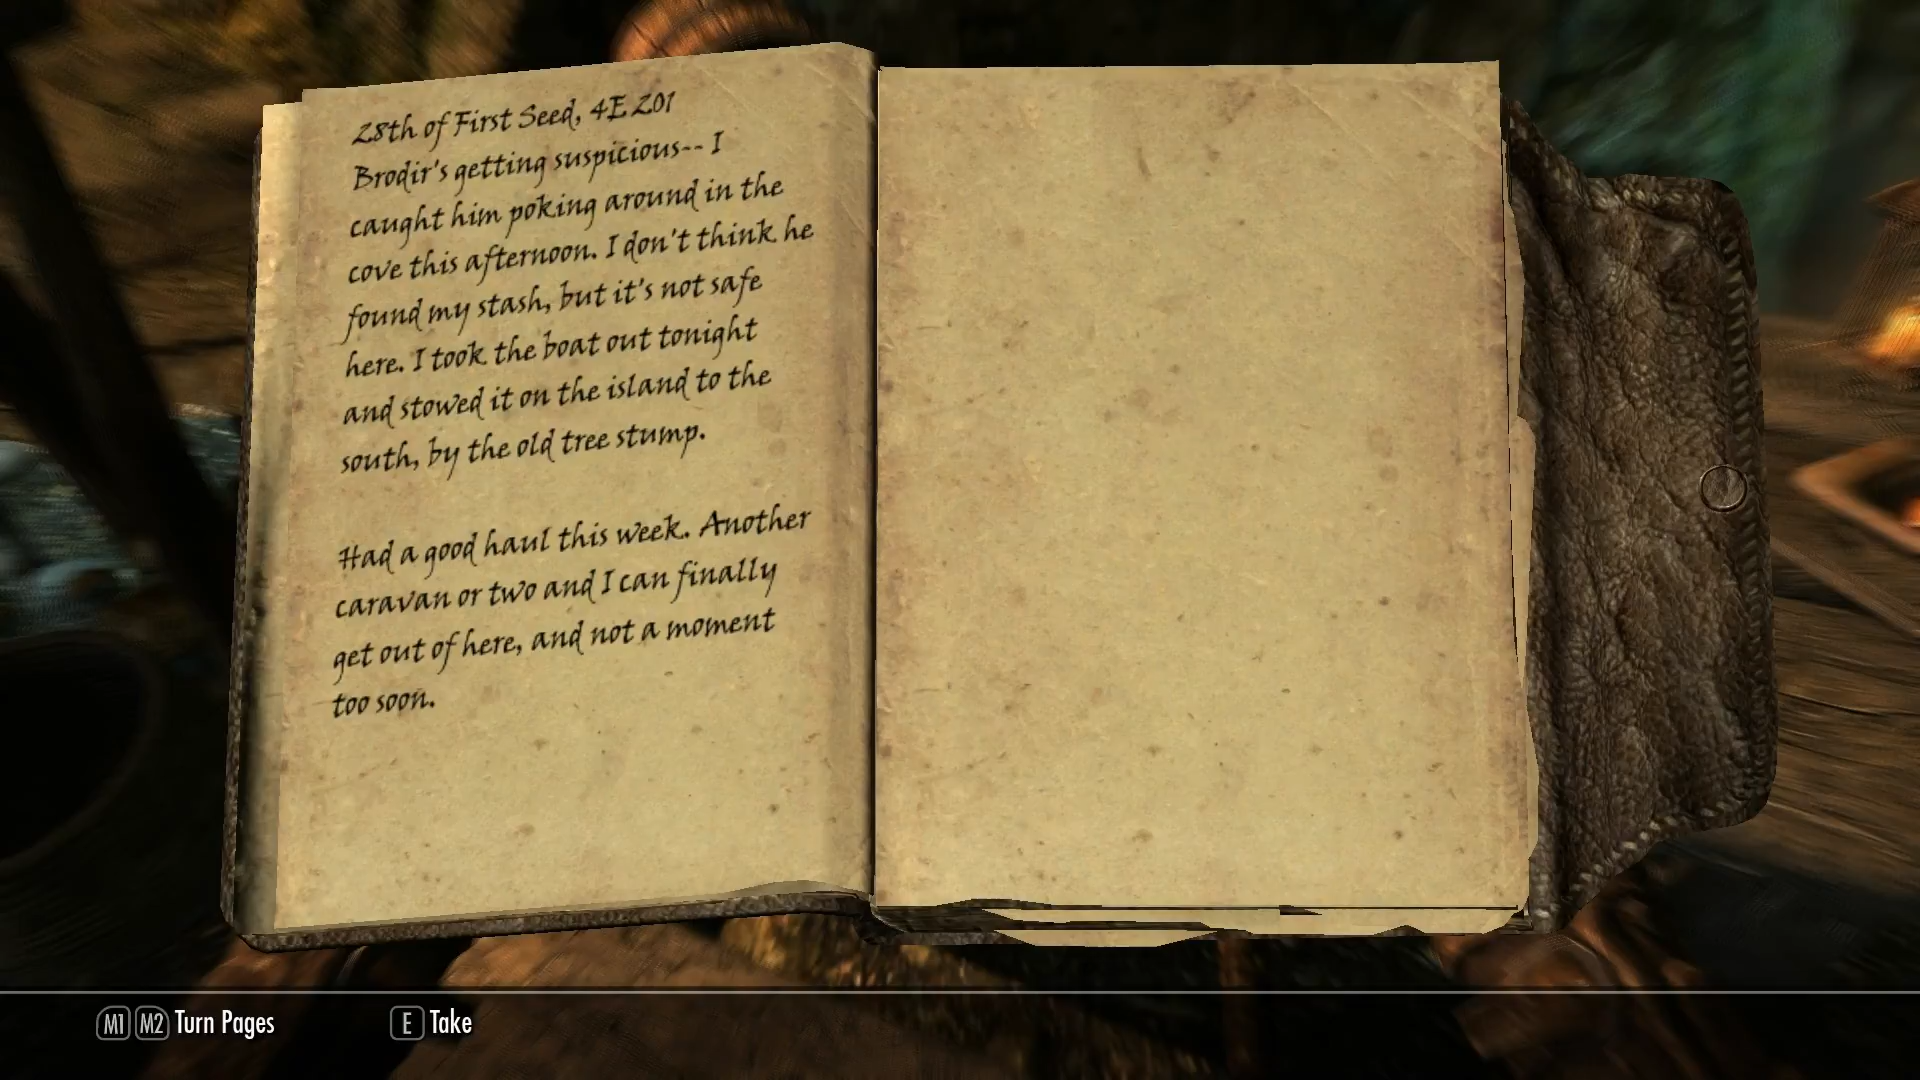 28th of First Seed, 4E 201
Brodir's getting suspicious-- I
caught him poking around in the
cove this afternoon. I don't think he
found my stash, but it's not safe
here. I took the boat out tonight
and stowed it on the island to the
south, by the old tree stump.
Had a good haul this week. Another
caravan or two and I can finally
get out of here, and not a moment
too soon.
M1 M2 Turn Pages E Take